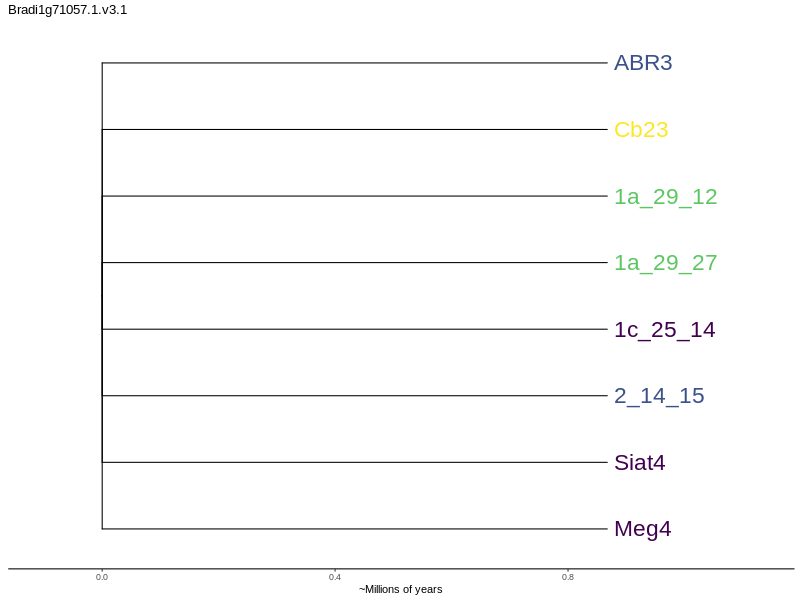 Bradi1g71057.1.v3.1
ABR3
Cb23
1a_29_12
1a_29_27
1c_25_14
2_14_15
Siat4
Meg4
0.0 0.4 0.8
~Millions of years